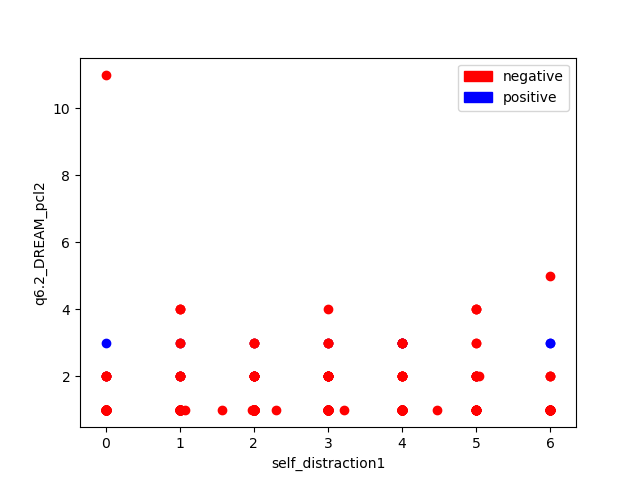 negative
positive
10
8
6
4
2
q6.2_DREAM_pcl2
0 1 2 3 4 5 6
self_distraction1